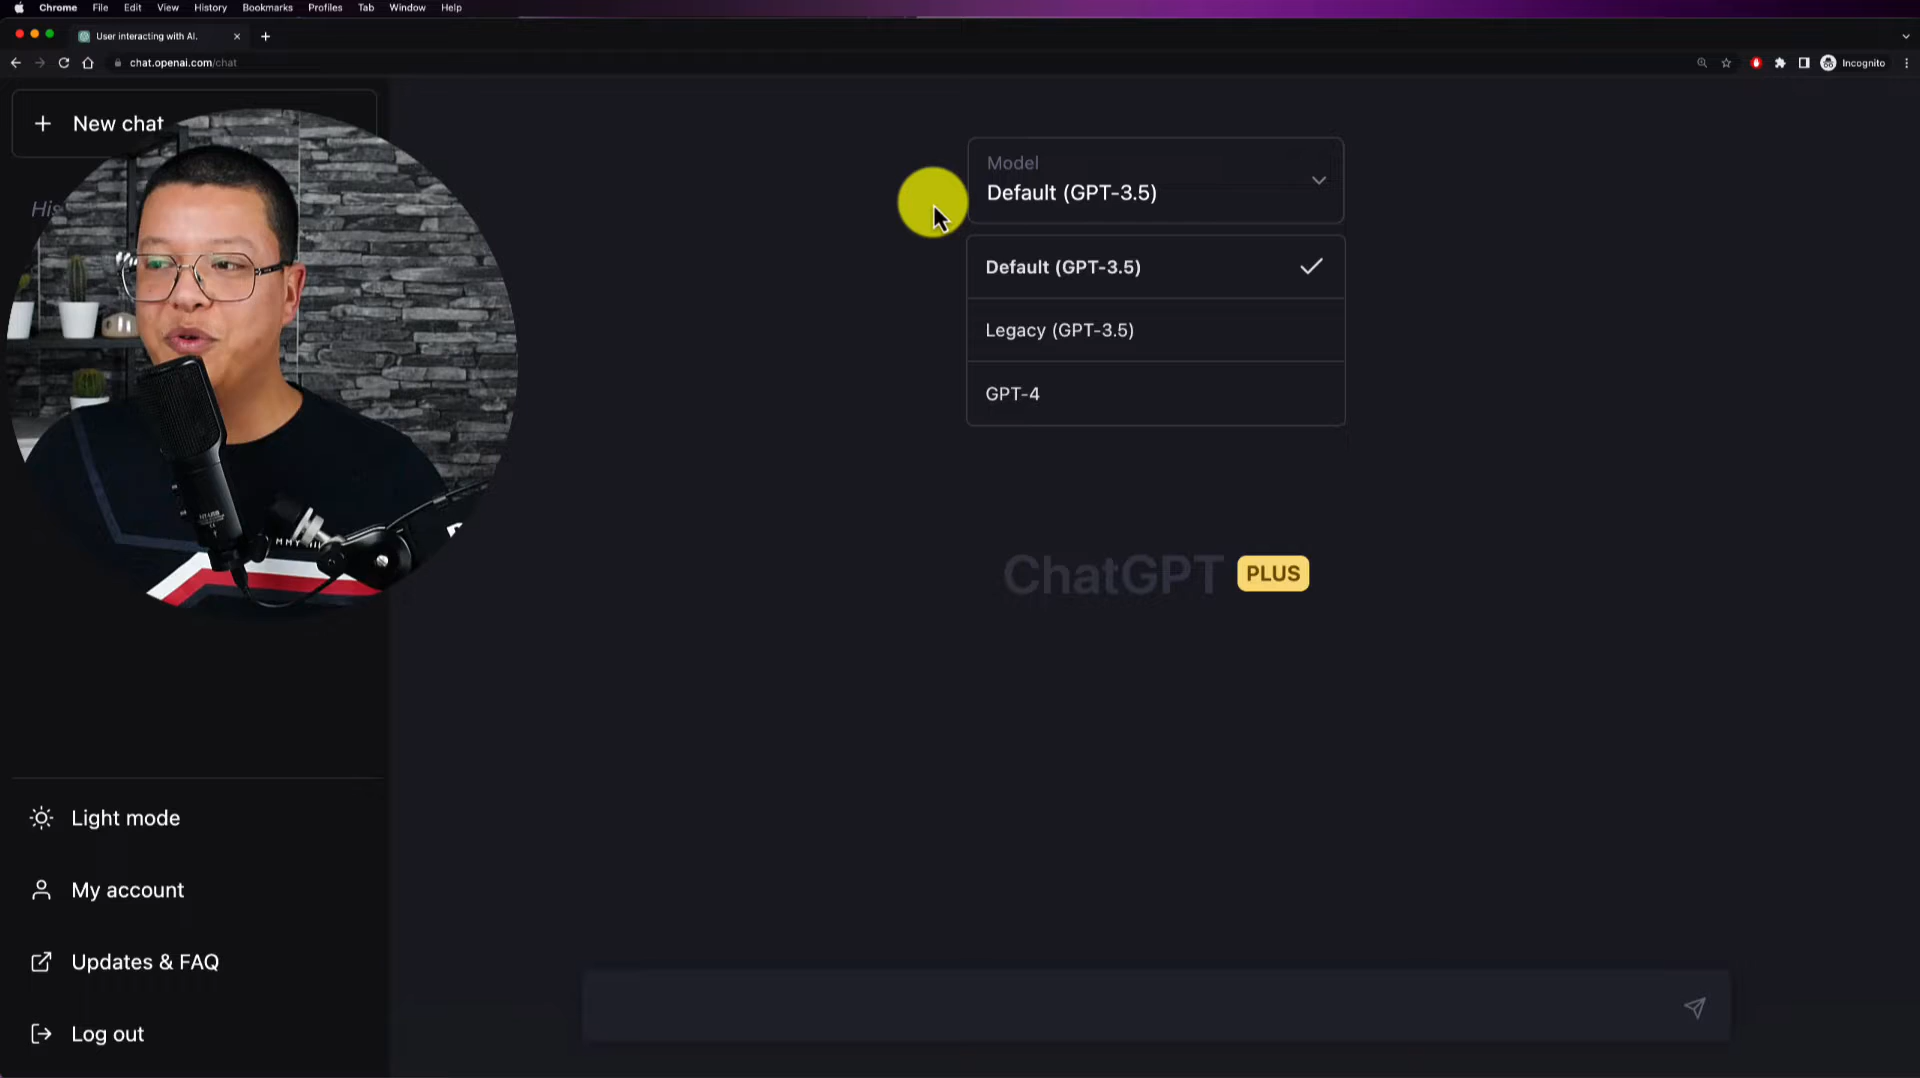 Chrome File Edit View History Bookmarks Profiles Tab Window Help
User interacting with AI.
chat.openai.com/chat
Incognito
New chat
His
Model
Default (GPT-3.5)
Default (GPT-3.5)
Legacy (GPT-3.5)
GPT-4
ChatGPT PLUS
Light mode
My account
Updates & FAQ
Log out